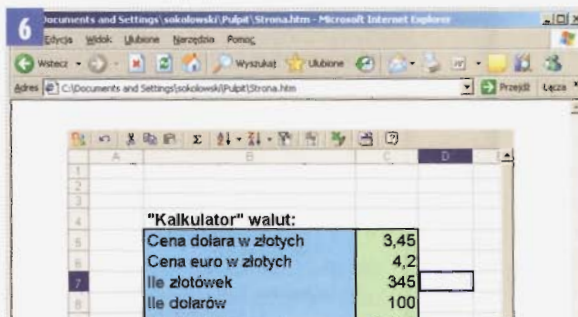 6
Documents and Settings\sokolowski\Pulpit\Strona.htm - Microsoft Internet Explorer
Edycja Widok Ulubione Narzędzia Pomoc
Wstecz Wyszukaj Ulubione
Adres C:\Documents and Settings\sokolowski\Pulpit\Strona.htm Przejdź Łącza
A B C D
1
2
3
4 "Kalkulator" walut:
5 Cena dolara w złotych 3,45
6 Cena euro w złotych 4,2
7 Ile złotówek 345
8 Ile dolarów 100